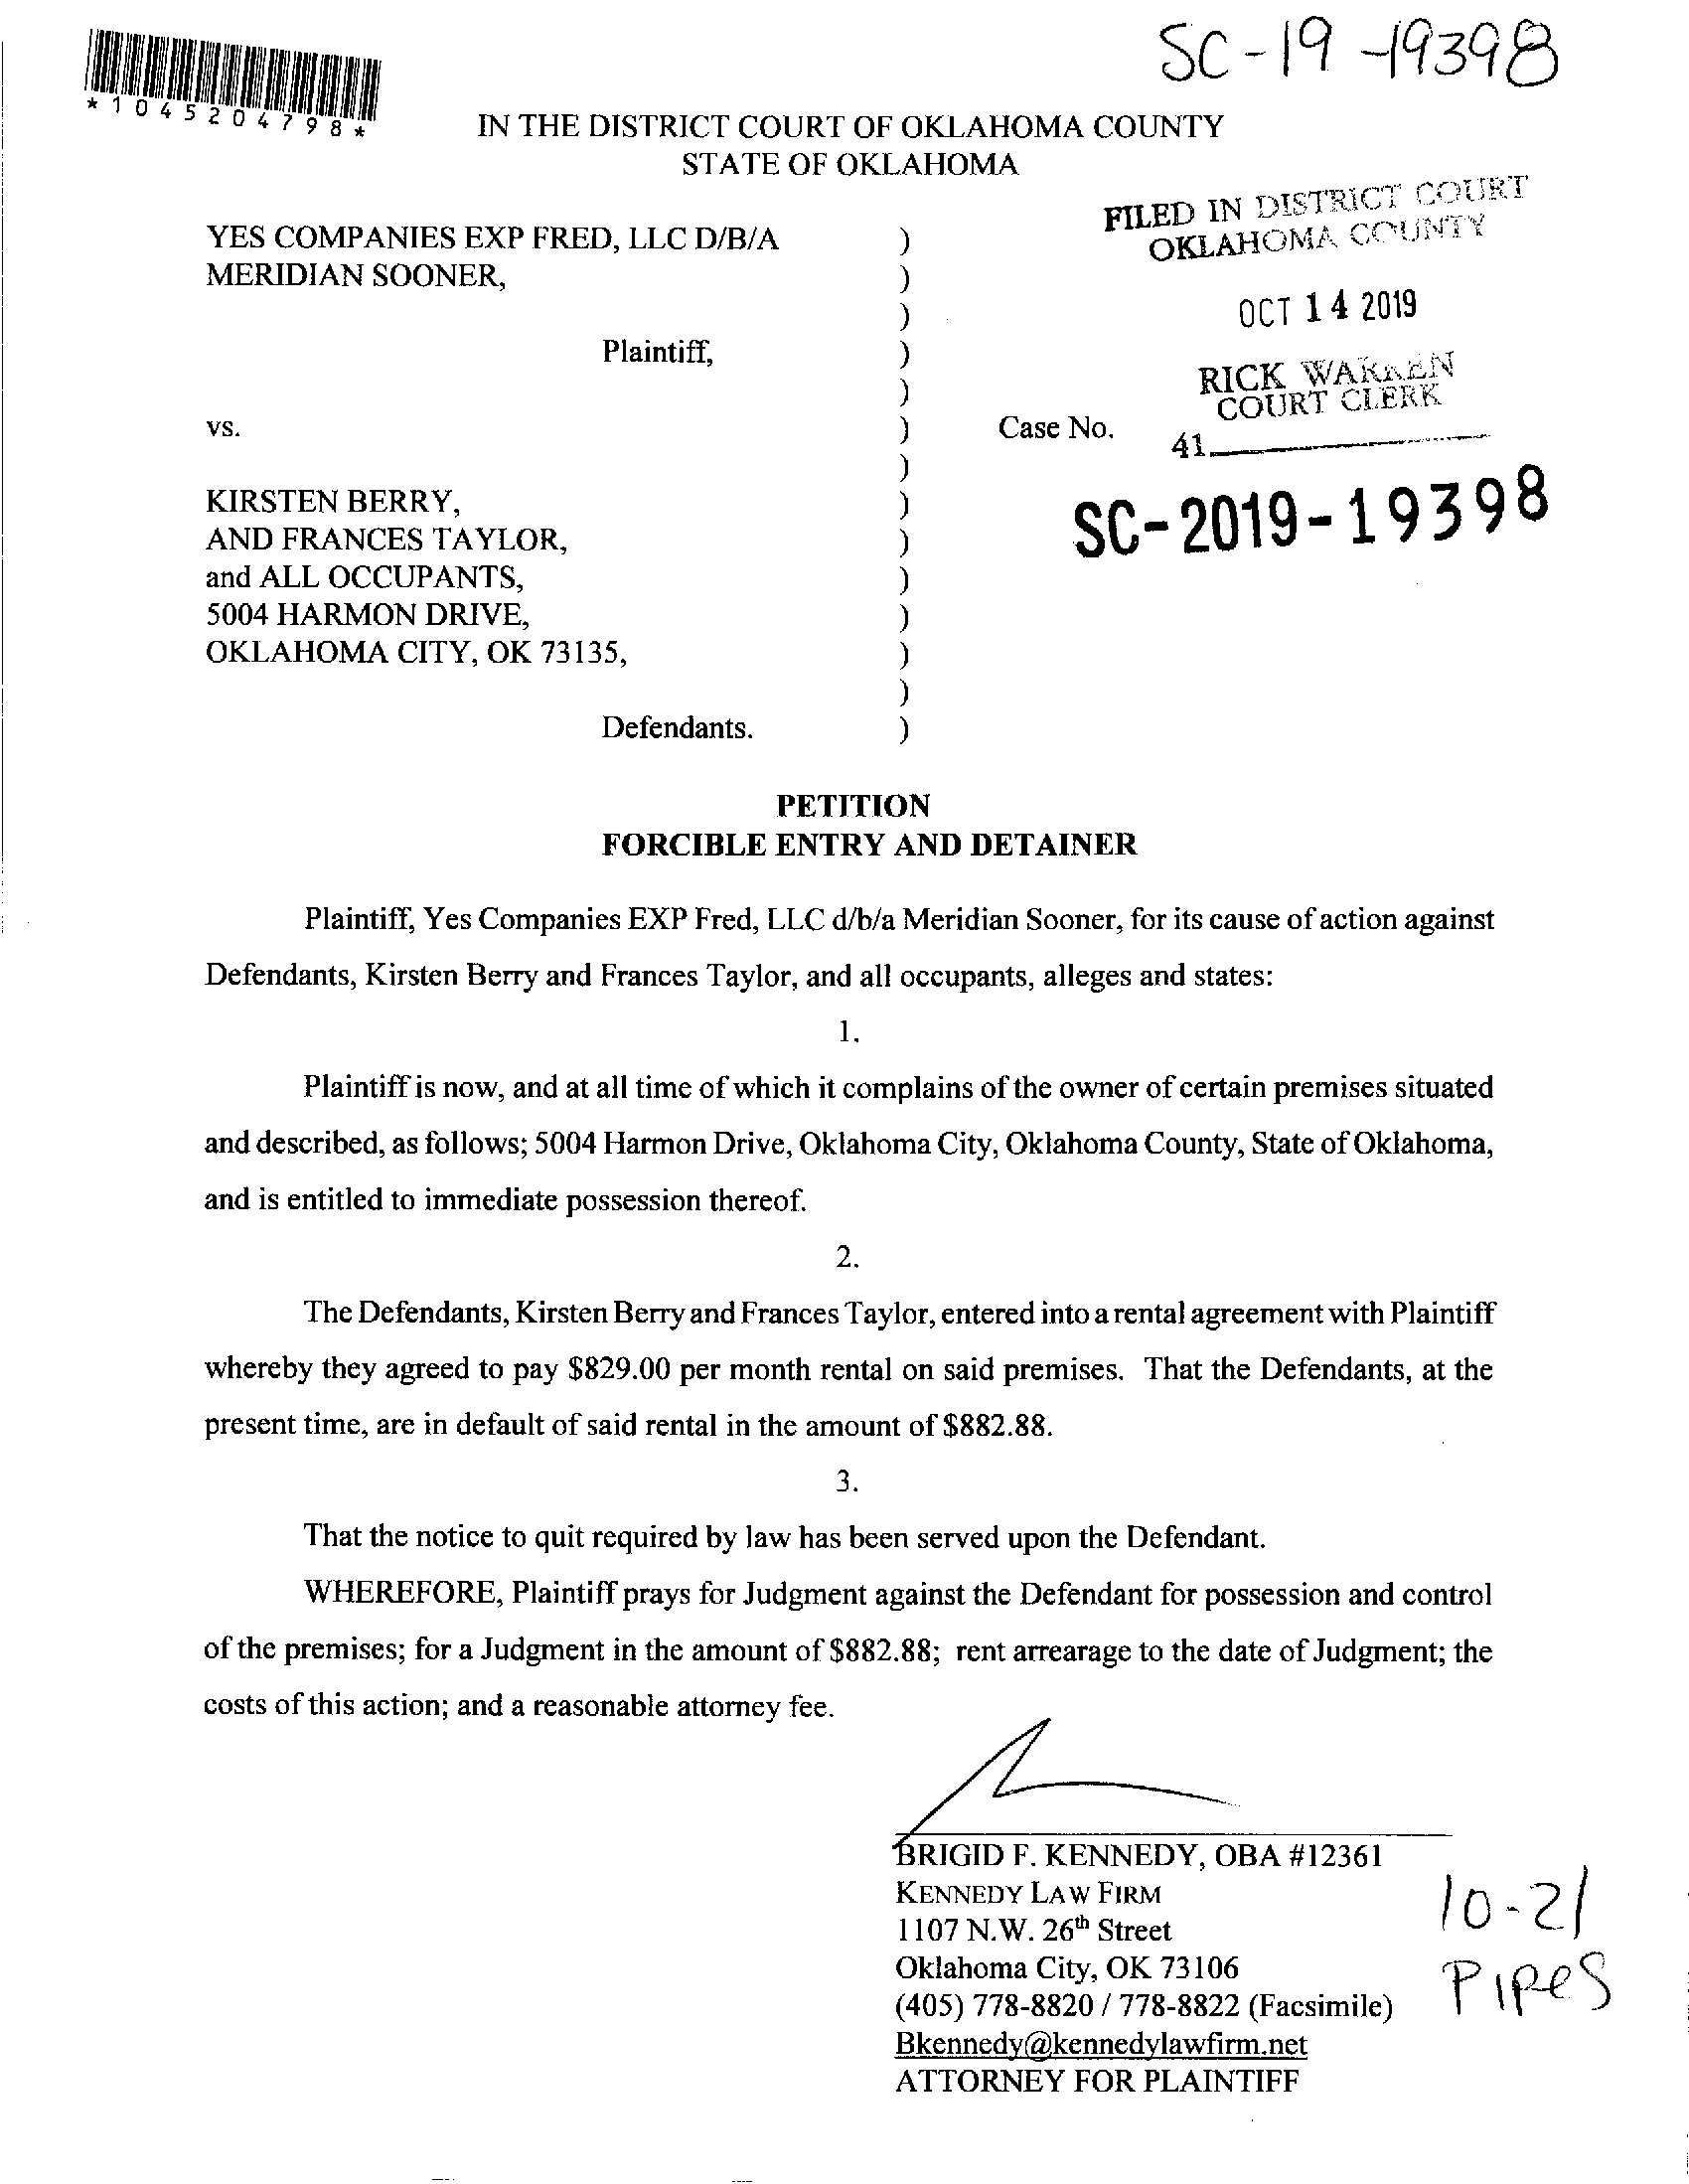 SC-19-19398
*1045204798*
IN THE DISTRICT COURT OF OKLAHOMA COUNTY
STATE OF OKLAHOMA
FILED IN DISTRICT COURT
OKLAHOMA COUNTY
OCT 14 2019
RICK WARREN
COURT CLERK
41
YES COMPANIES EXP FRED, LLC D/B/A )
MERIDIAN SOONER, )
)
Plaintiff, )
)
vs. ) Case No.
)
SC-2019-19398
KIRSTEN BERRY, )
AND FRANCES TAYLOR, )
and ALL OCCUPANTS, )
5004 HARMON DRIVE, )
OKLAHOMA CITY, OK 73135, )
)
Defendants. )
PETITION
FORCIBLE ENTRY AND DETAINER
Plaintiff, Yes Companies EXP Fred, LLC d/b/a Meridian Sooner, for its cause of action against
Defendants, Kirsten Berry and Frances Taylor, and all occupants, alleges and states:
1.
Plaintiff is now, and at all time of which it complains of the owner of certain premises situated
and described, as follows; 5004 Harmon Drive, Oklahoma City, Oklahoma County, State of Oklahoma,
and is entitled to immediate possession thereof.
2.
The Defendants, Kirsten Berry and Frances Taylor, entered into a rental agreement with Plaintiff
whereby they agreed to pay $829.00 per month rental on said premises. That the Defendants, at the
present time, are in default of said rental in the amount of $882.88.
3.
That the notice to quit required by law has been served upon the Defendant.
WHEREFORE, Plaintiff prays for Judgment against the Defendant for possession and control
of the premises; for a Judgment in the amount of $882.88; rent arrearage to the date of Judgment; the
costs of this action; and a reasonable attorney fee.
BRIGID F. KENNEDY, OBA #12361
KENNEDY LAW FIRM
1107 N.W. 26th Street
Oklahoma City, OK 73106
(405) 778-8820 / 778-8822 (Facsimile)
Bkennedy@kennedylawfirm.net
ATTORNEY FOR PLAINTIFF
10-21
PIPES